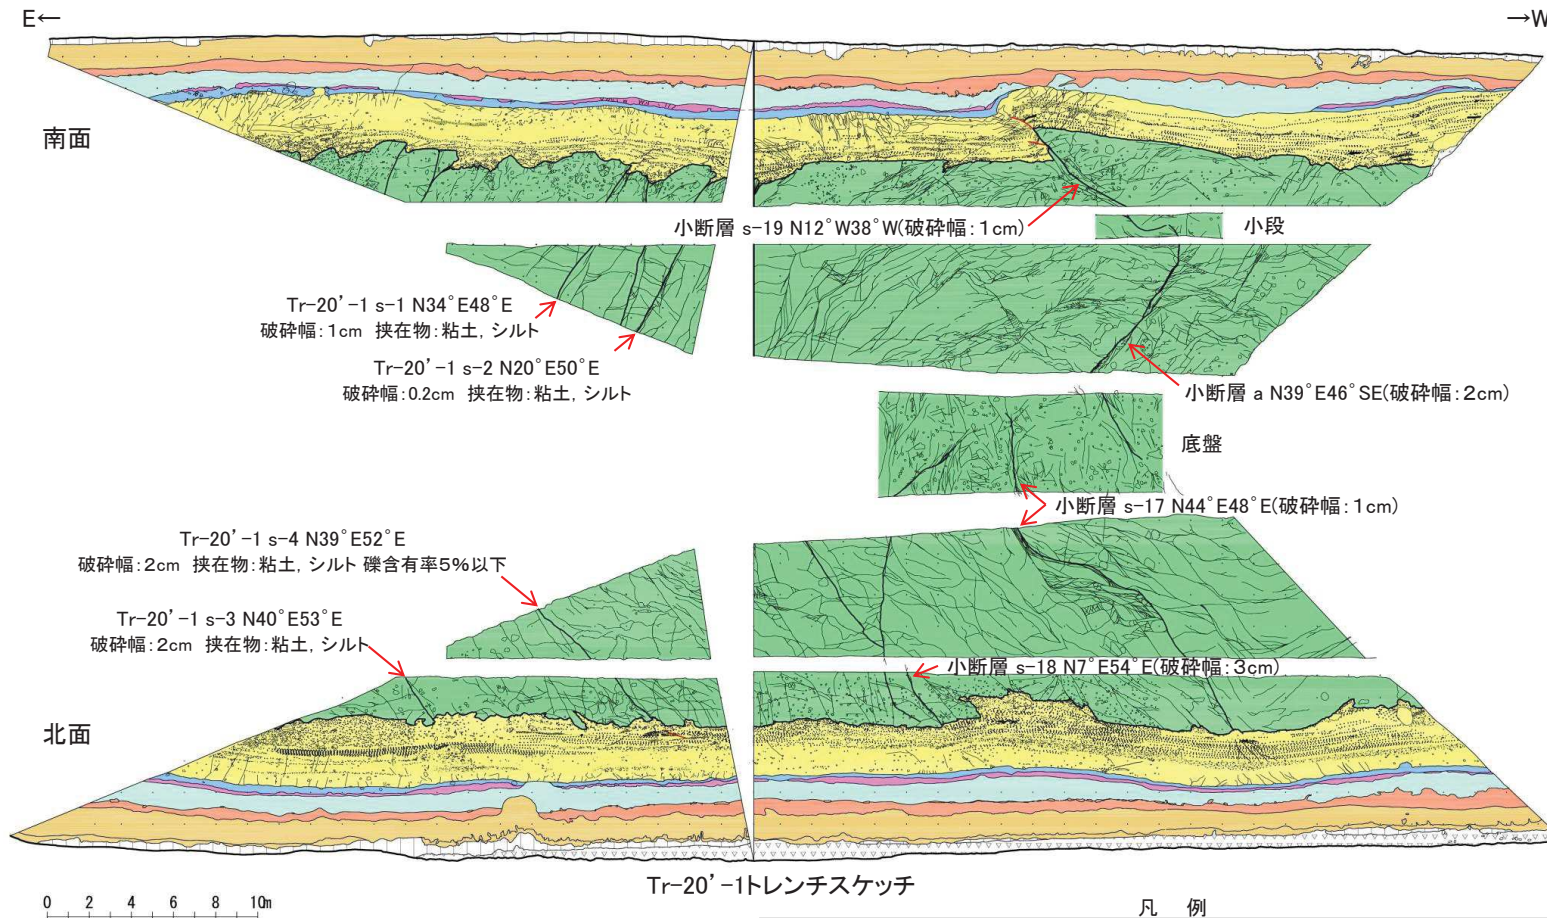 E← →W
南面
小断層 s-19 N12°W38°W(破砕幅:1cm)
小段
Tr-20’-1 s-1 N34°E48°E
破砕幅:1cm 挟在物:粘土, シルト
Tr-20’-1 s-2 N20°E50°E
破砕幅:0.2cm 挟在物:粘土, シルト
小断層 a N39°E46°SE(破砕幅:2cm)
底盤
小断層 s-17 N44°E48°E(破砕幅:1cm)
Tr-20’-1 s-4 N39°E52°E
破砕幅:2cm 挟在物:粘土, シルト 礫含有率5%以下
Tr-20’-1 s-3 N40°E53°E
破砕幅:2cm 挟在物:粘土, シルト
小断層 s-18 N7°E54°E(破砕幅:3cm)
北面
Tr-20’-1トレンチスケッチ
0 2 4 6 8 10m
凡 例